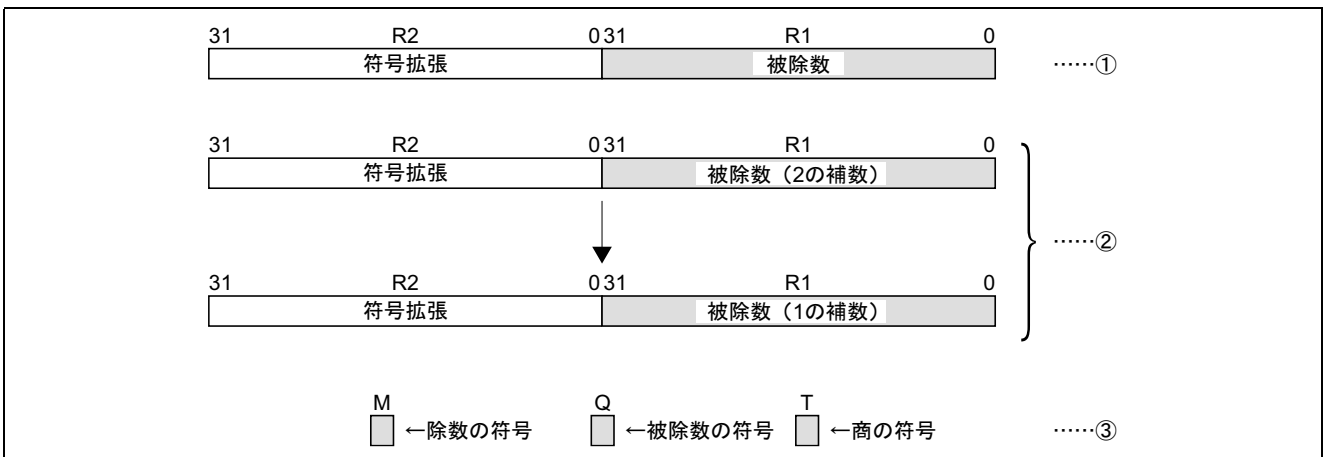 31 R2 0 31 R1 0
符号拡張 被除数 ……①
31 R2 0 31 R1 0
符号拡張 被除数(2の補数)
……②
31 R2 0 31 R1 0
符号拡張 被除数(1の補数)
M Q T
←除数の符号 ←被除数の符号 ←商の符号 ……③